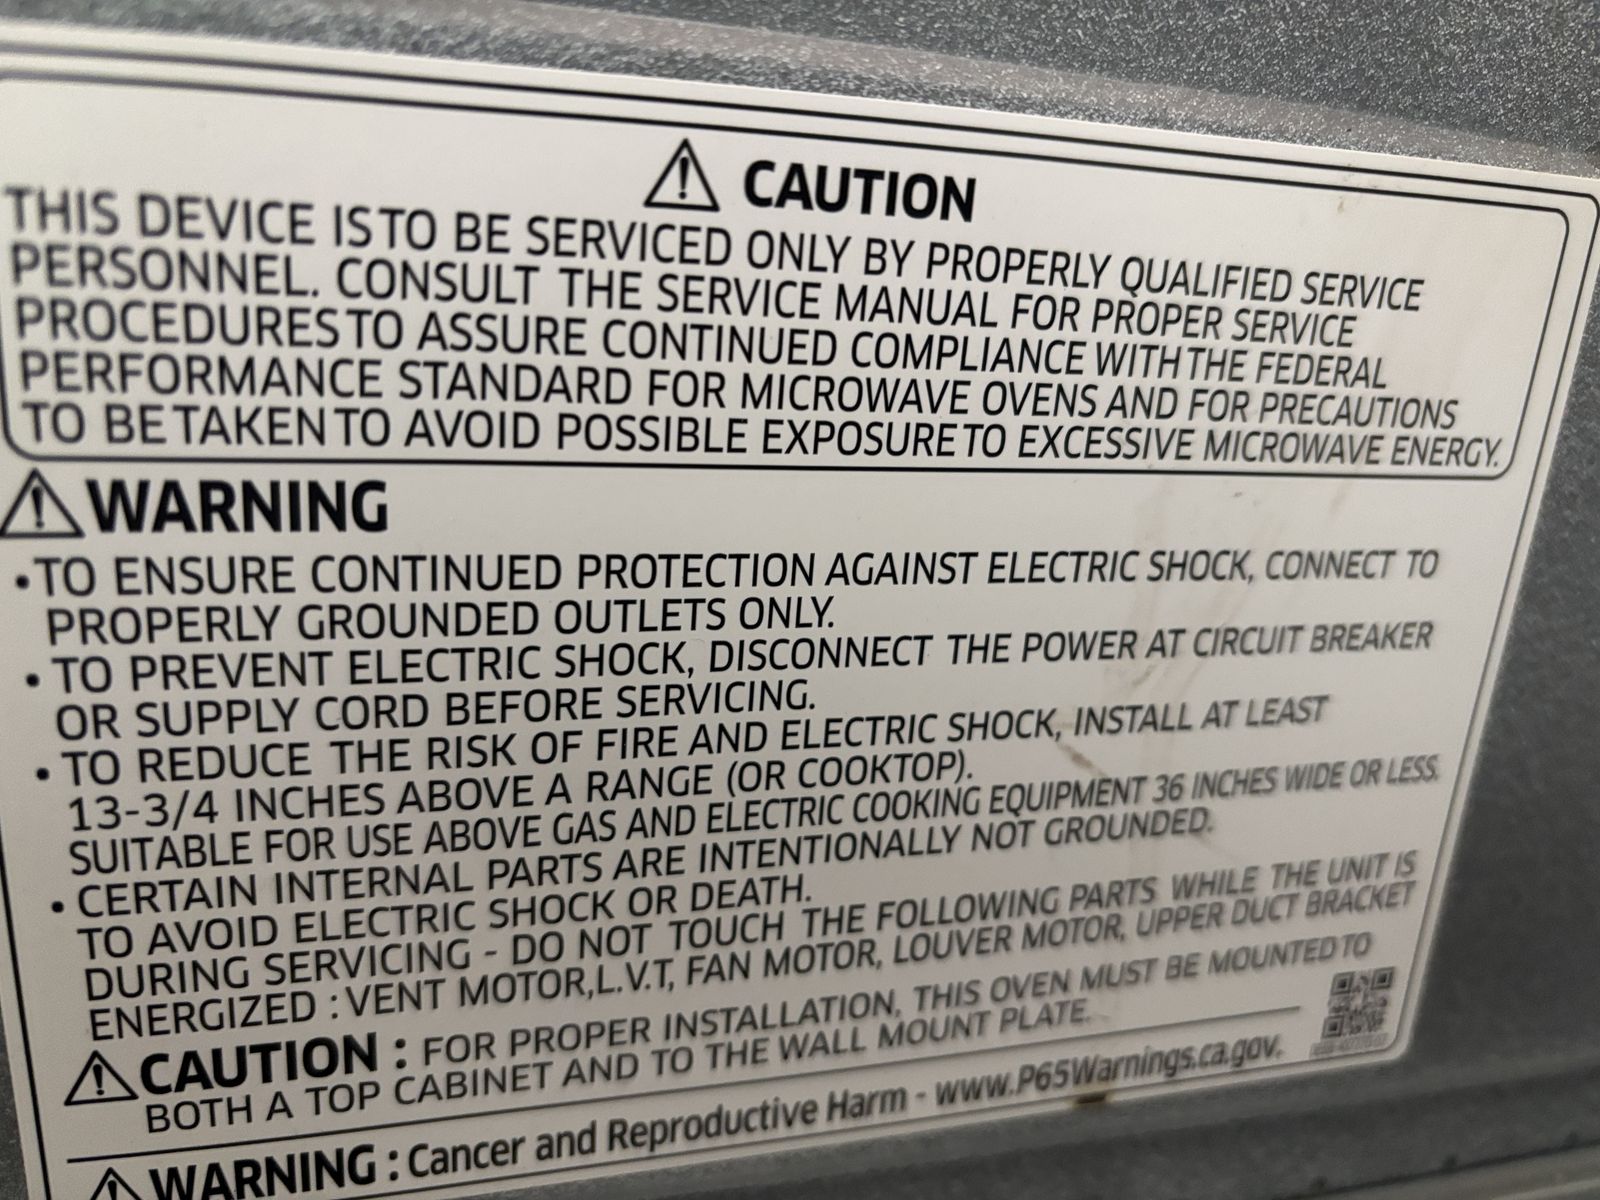 ⚠ CAUTION
THIS DEVICE IS TO BE SERVICED ONLY BY PROPERLY QUALIFIED SERVICE
PERSONNEL. CONSULT THE SERVICE MANUAL FOR PROPER SERVICE
PROCEDURES TO ASSURE CONTINUED COMPLIANCE WITH THE FEDERAL
PERFORMANCE STANDARD FOR MICROWAVE OVENS AND FOR PRECAUTIONS
TO BE TAKEN TO AVOID POSSIBLE EXPOSURE TO EXCESSIVE MICROWAVE ENERGY.
⚠ WARNING
• TO ENSURE CONTINUED PROTECTION AGAINST ELECTRIC SHOCK, CONNECT TO
PROPERLY GROUNDED OUTLETS ONLY.
• TO PREVENT ELECTRIC SHOCK, DISCONNECT THE POWER AT CIRCUIT BREAKER
OR SUPPLY CORD BEFORE SERVICING.
• TO REDUCE THE RISK OF FIRE AND ELECTRIC SHOCK, INSTALL AT LEAST
13-3/4 INCHES ABOVE A RANGE (OR COOKTOP).
SUITABLE FOR USE ABOVE GAS AND ELECTRIC COOKING EQUIPMENT 36 INCHES WIDE OR LESS.
• CERTAIN INTERNAL PARTS ARE INTENTIONALLY NOT GROUNDED.
TO AVOID ELECTRIC SHOCK OR DEATH.
DURING SERVICING - DO NOT TOUCH THE FOLLOWING PARTS WHILE THE UNIT IS
ENERGIZED : VENT MOTOR,L.V.T, FAN MOTOR, LOUVER MOTOR, UPPER DUCT BRACKET
⚠ CAUTION : FOR PROPER INSTALLATION, THIS OVEN MUST BE MOUNTED TO
BOTH A TOP CABINET AND TO THE WALL MOUNT PLATE.
⚠ WARNING : Cancer and Reproductive Harm - www.P65Warnings.ca.gov.